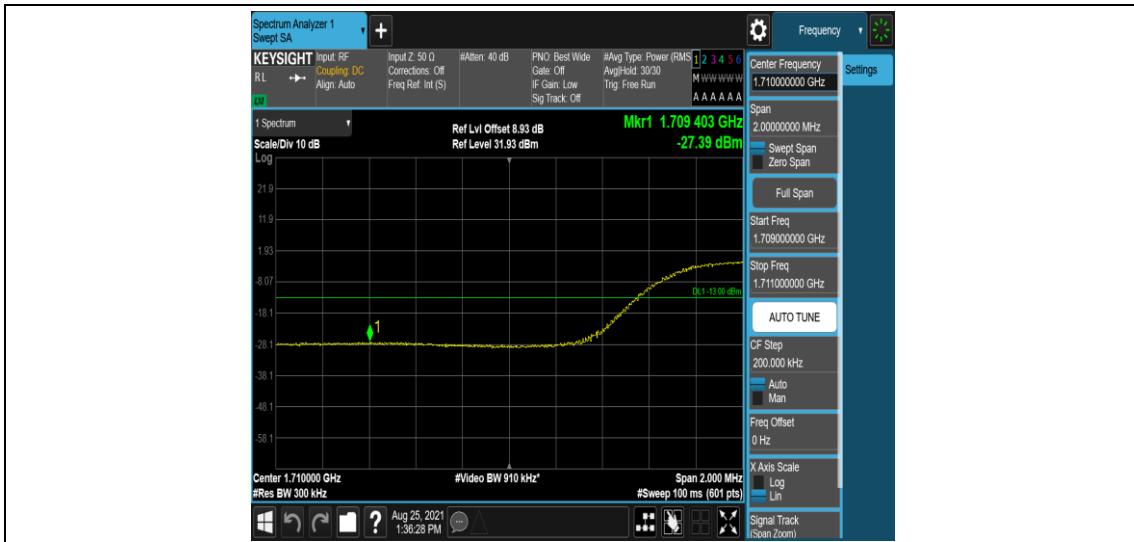 Spectrum Analyzer 1
Swept SA
+
Frequency
KEYSIGHT
RL
LXI
Input: RF
Coupling: DC
Align: Auto
Input Z: 50 Ω
Corrections: Off
Freq Ref: Int (S)
#Atten: 40 dB
PNO: Best Wide
Gate: Off
IF Gain: Low
Sig Track: Off
#Avg Type: Power (RMS
Avg|Hold: 30/30
Trig: Free Run
1 2 3 4 5 6
M W W W W W
A A A A A A
1 Spectrum
Scale/Div 10 dB
Log
Ref Lvl Offset 8.93 dB
Ref Level 31.93 dBm
Mkr1 1.709 403 GHz
-27.39 dBm
21.9
11.9
1.93
-8.07
-18.1
-28.1
-38.1
-48.1
-58.1
DL1 -13.00 dBm
1
Center 1.710000 GHz
#Res BW 300 kHz
#Video BW 910 kHz*
Span 2.000 MHz
#Sweep 100 ms (601 pts)
?
Aug 25, 2021
1:36:28 PM
Center Frequency
1.710000000 GHz
Settings
Span
2.00000000 MHz
Swept Span
Zero Span
Full Span
Start Freq
1.709000000 GHz
Stop Freq
1.711000000 GHz
AUTO TUNE
CF Step
200.000 kHz
Auto
Man
Freq Offset
0 Hz
X Axis Scale
Log
Lin
Signal Track
(Span Zoom)